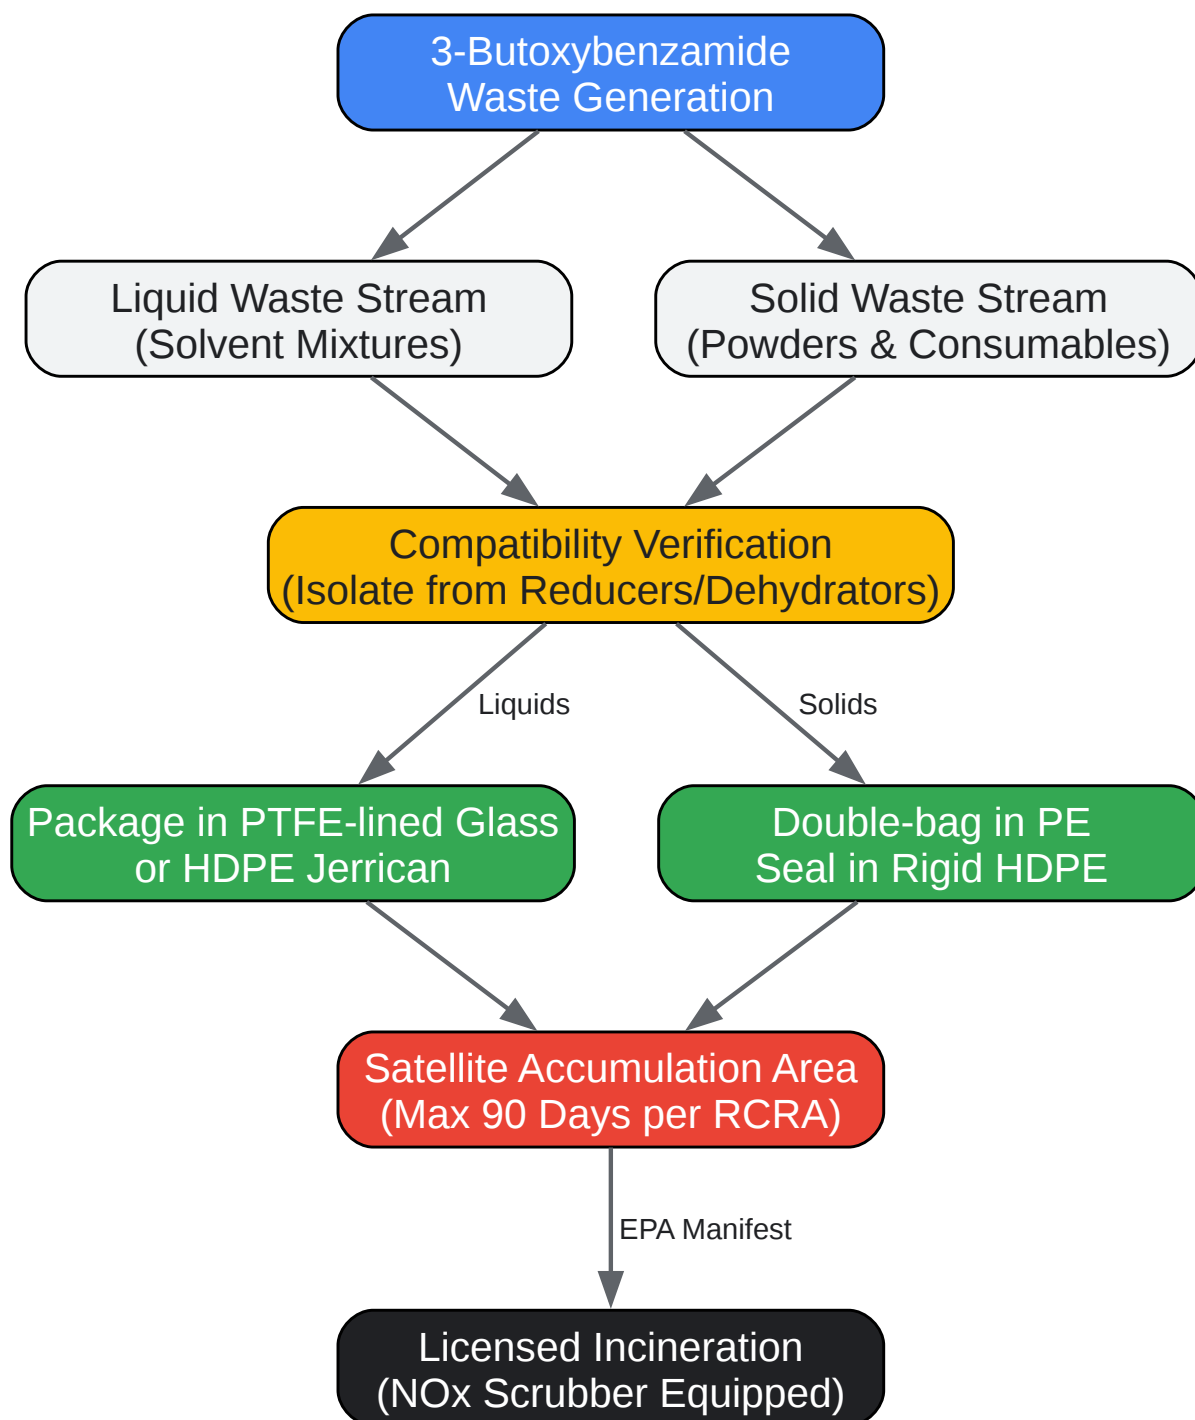 3-Butoxybenzamide
Waste Generation
Liquid Waste Stream
(Solvent Mixtures)
Solid Waste Stream
(Powders & Consumables)
Compatibility Verification
(Isolate from Reducers/Dehydrators)
Liquids
Solids
Package in PTFE-lined Glass
or HDPE Jerrican
Double-bag in PE
Seal in Rigid HDPE
Satellite Accumulation Area
(Max 90 Days per RCRA)
EPA Manifest
Licensed Incineration
(NOx Scrubber Equipped)